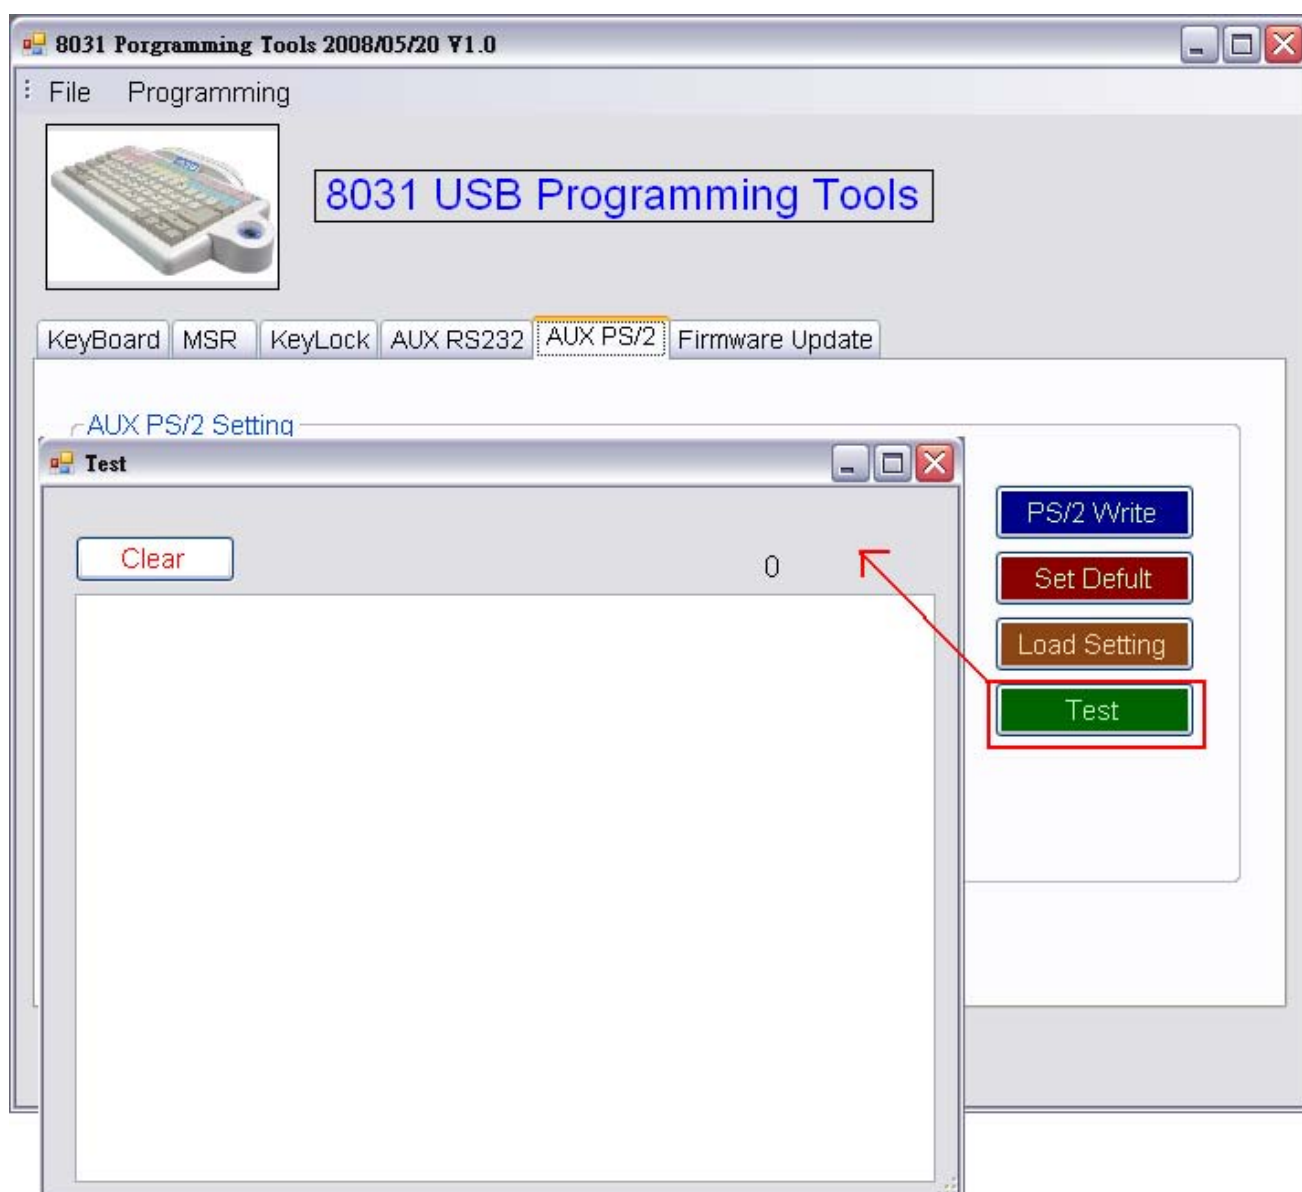 8031 Porgramming Tools 2008/05/20 V1.0
File Programming
8031 USB Programming Tools
KeyBoard MSR KeyLock AUX RS232 AUX PS/2 Firmware Update
AUX PS/2 Setting
Test
Clear
0
PS/2 Write
Set Defult
Load Setting
Test